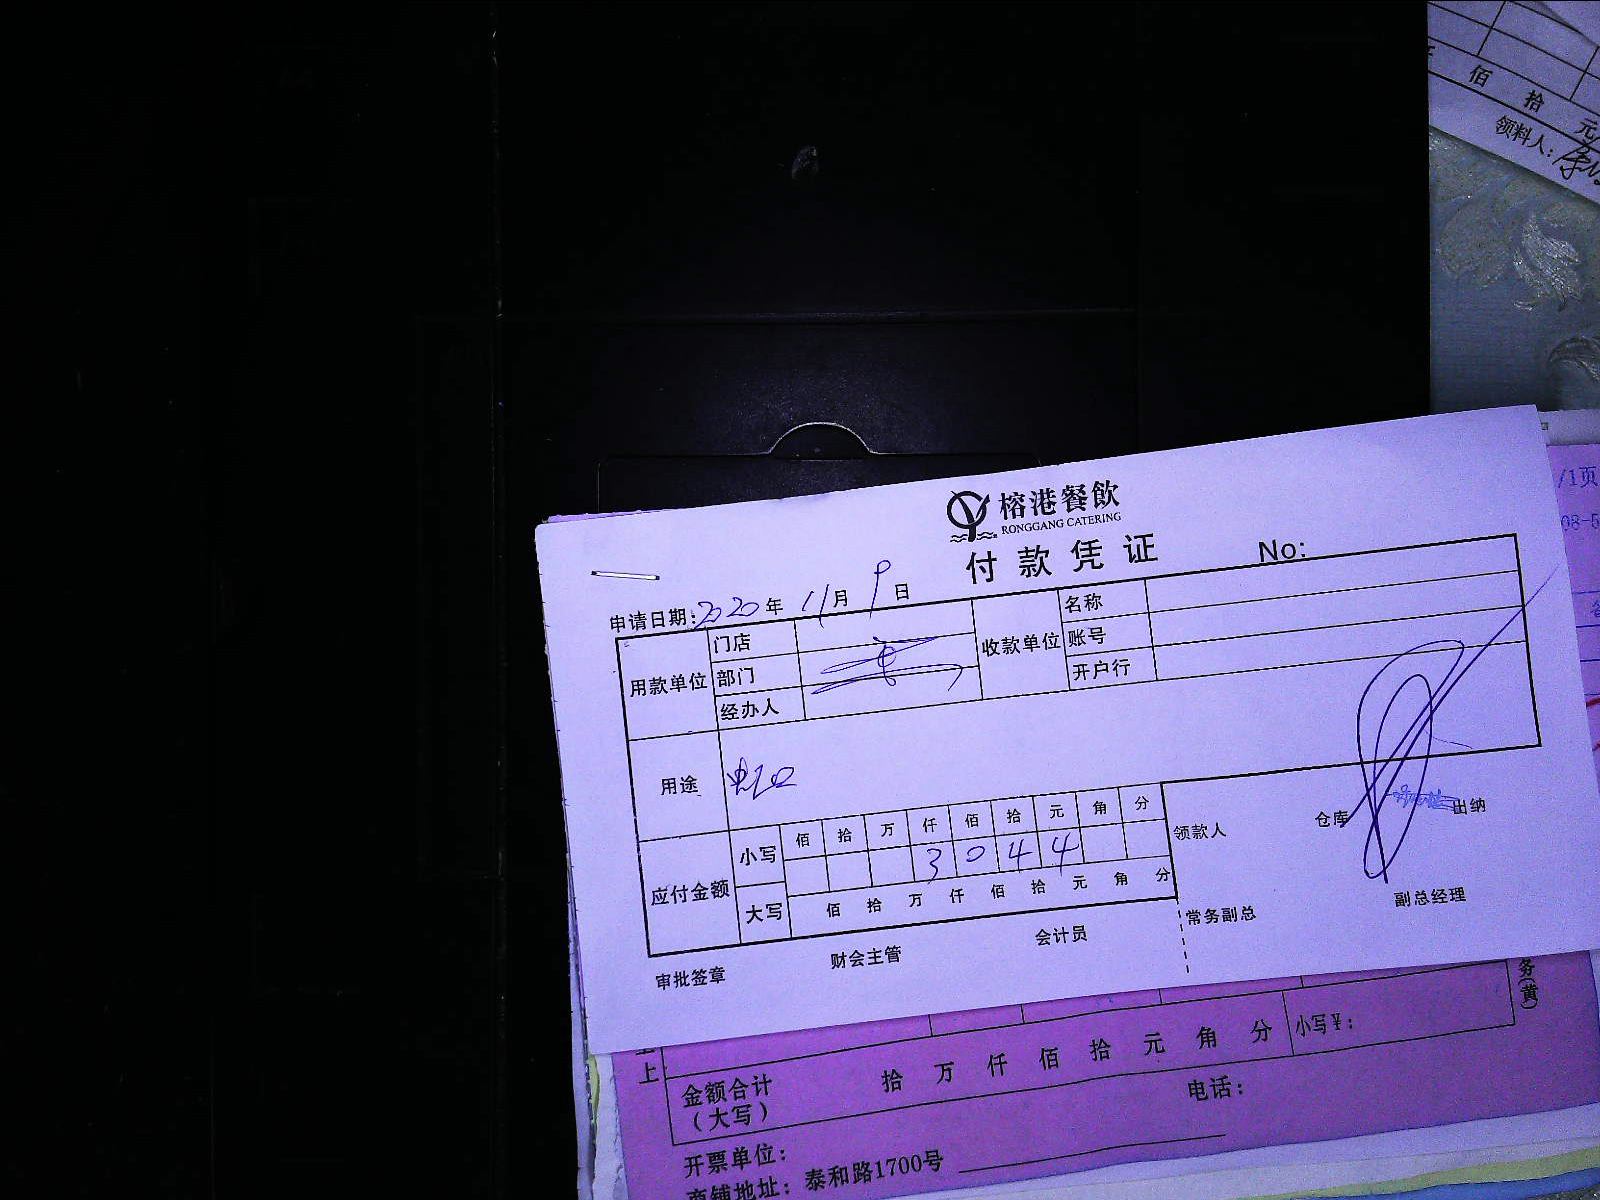 佰 拾 元
领料人:
榕港餐飲
RONGGANG CATERING
付款凭证 No:
申请日期: 2020年 11月 9日
用款单位 门店 收款单位 名称
部门 账号
经办人 开户行
用途
应付金额 小写 佰 拾 万 仟 佰 拾 元 角 分
3 0 4 4
大写 佰 拾 万 仟 佰 拾 元 角 分
领款人 仓库 出纳
审批签章 财会主管 会计员 常务副总 副总经理
/1页
08-5
务(黄)
上
金额合计
(大写) 拾 万 仟 佰 拾 元 角 分 小写¥:
开票单位: 电话:
商铺地址: 泰和路1700号